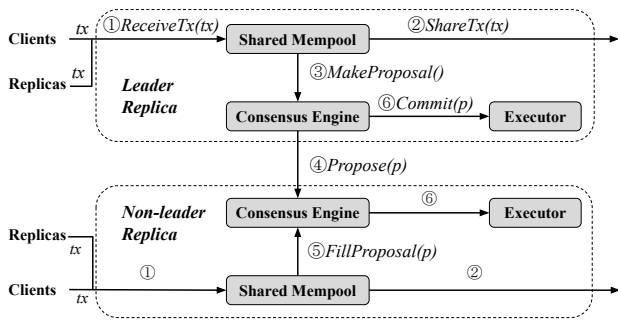 Clients tx ①ReceiveTx(tx) Shared Mempool ②ShareTx(tx)
Replicas tx
③MakeProposal()
Leader
Replica
⑥Commit(p)
Consensus Engine Executor
④Propose(p)
Non-leader
Replica
Consensus Engine ⑥ Executor
Replicas
tx
⑤FillProposal(p)
Clients tx ① Shared Mempool ②